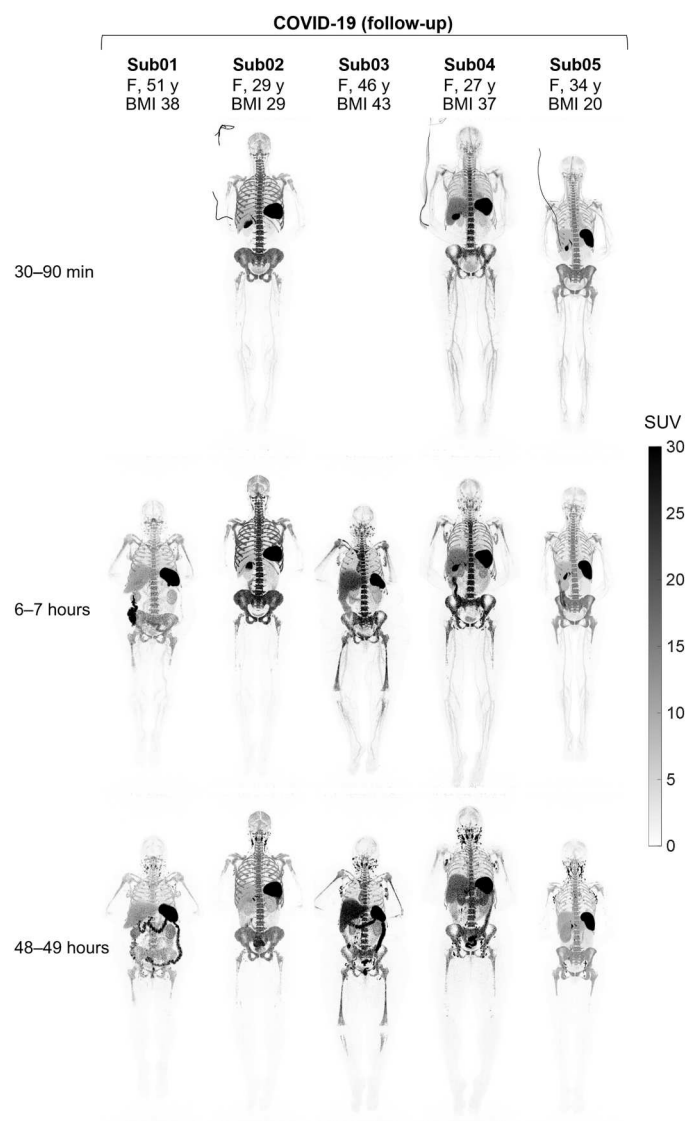 COVID-19 (follow-up)
Sub01 Sub02 Sub03 Sub04 Sub05
F, 51 y F, 29 y F, 46 y F, 27 y F, 34 y
BMI 38 BMI 29 BMI 43 BMI 37 BMI 20
30–90 min
SUV
30
25
20
6–7 hours
15
10
5
0
48–49 hours